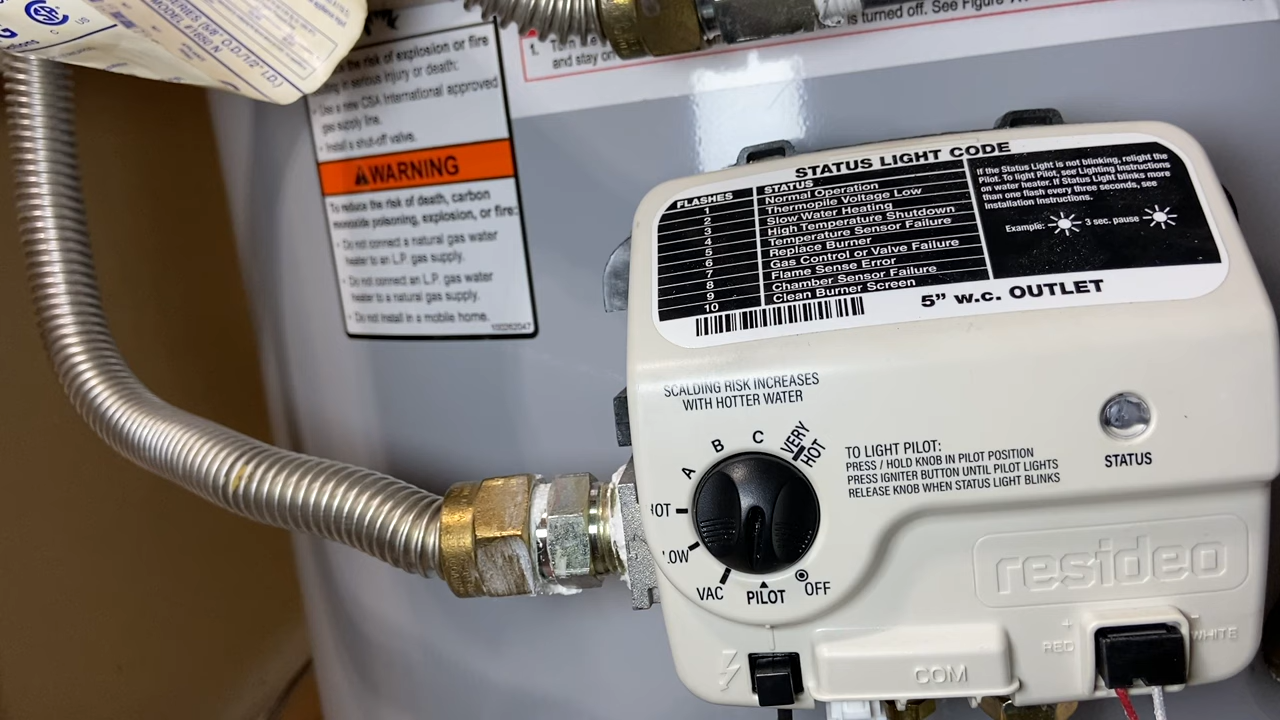 SERIES (5/8" O.D./1/2" I.D.)
is turned off. See Figure
1.
and stay on
the risk of explosion or fire
in serious injury or death:
• Use a new CSA International approved
gas supply line.
• Install a shut-off valve.
WARNING
To reduce the risk of death, carbon
monoxide poisoning, explosion, or fire:
• Do not connect a natural gas water
heater to an L.P. gas supply.
• Do not connect an L.P. gas water
heater to a natural gas supply.
• Do not install in a mobile home.
100282047
STATUS LIGHT CODE
FLASHES STATUS
1 Normal Operation
2 Thermopile Voltage Low
3 Slow Water Heating
4 High Temperature Shutdown
5 Temperature Sensor Failure
6 Replace Burner
7 Gas Control or Valve Failure
8 Flame Sense Error
9 Chamber Sensor Failure
10 Clean Burner Screen
If the Status Light is not blinking, relight the
Pilot. To light Pilot, see Lighting Instructions
on water heater. If Status Light blinks more
than one flash every three seconds, see
Installation Instructions.
Example: 3 sec. pause
5" w.c. OUTLET
SCALDING RISK INCREASES
WITH HOTTER WATER
VERY
HOT
C
B
A
HOT
LOW
VAC
PILOT
OFF
TO LIGHT PILOT:
PRESS / HOLD KNOB IN PILOT POSITION
PRESS IGNITER BUTTON UNTIL PILOT LIGHTS
RELEASE KNOB WHEN STATUS LIGHT BLINKS
STATUS
resideo
COM
+
RED
-
WHITE